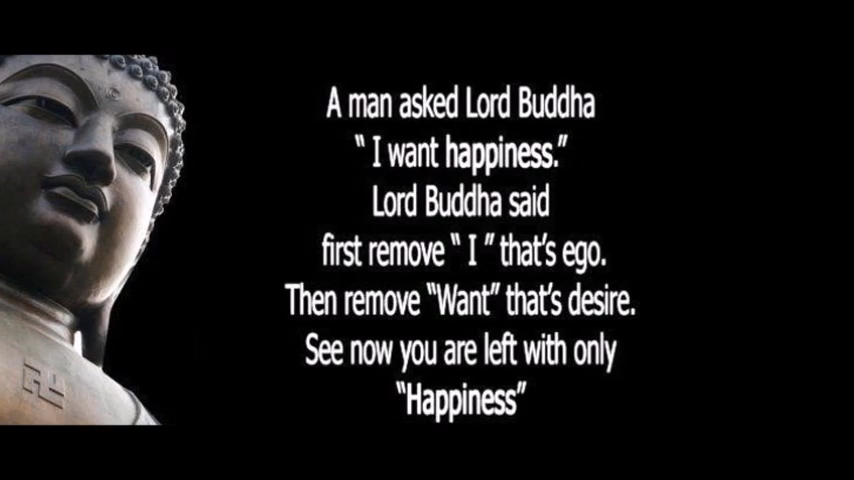 A man asked Lord Buddha
“ I want happiness.”
Lord Buddha said
first remove “ I ” that’s ego.
Then remove “Want” that’s desire.
See now you are left with only
“Happiness”